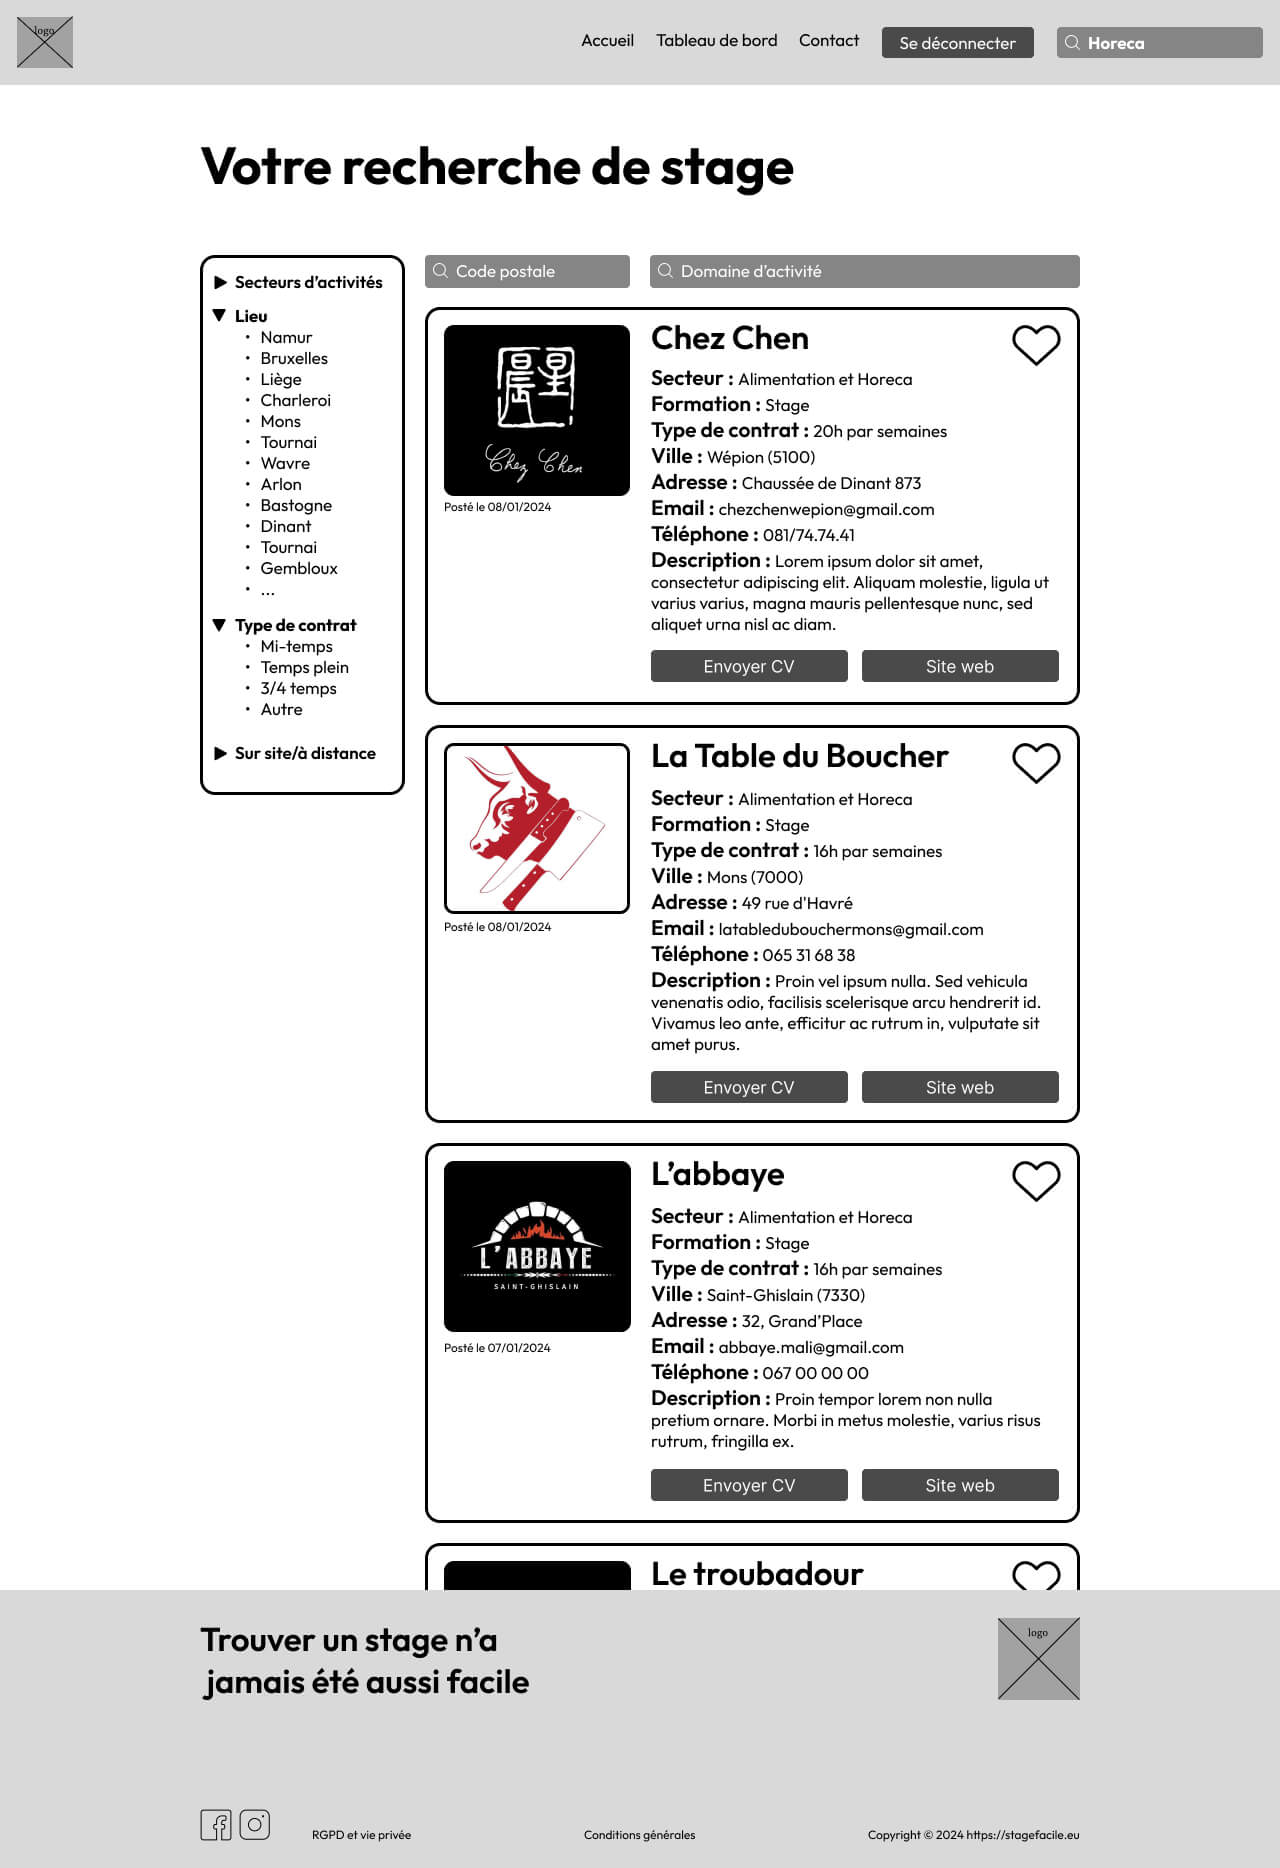 logo
Accueil
Tableau de bord
Contact
Se déconnecter
Horeca
Votre recherche de stage
Secteurs d’activités
Lieu
• Namur
• Bruxelles
• Liège
• Charleroi
• Mons
• Tournai
• Wavre
• Arlon
• Bastogne
• Dinant
• Tournai
• Gembloux
• ...
Type de contrat
• Mi-temps
• Temps plein
• 3/4 temps
• Autre
Sur site/à distance
Code postale
Domaine d’activité
Chez Chen
Posté le 08/01/2024
Chez Chen
Secteur : Alimentation et Horeca
Formation : Stage
Type de contrat : 20h par semaines
Ville : Wépion (5100)
Adresse : Chaussée de Dinant 873
Email : chezchenwepion@gmail.com
Téléphone : 081/74.74.41
Description : Lorem ipsum dolor sit amet,
consectetur adipiscing elit. Aliquam molestie, ligula ut
varius varius, magna mauris pellentesque nunc, sed
aliquet urna nisl ac diam.
Envoyer CV
Site web
Posté le 08/01/2024
La Table du Boucher
Secteur : Alimentation et Horeca
Formation : Stage
Type de contrat : 16h par semaines
Ville : Mons (7000)
Adresse : 49 rue d'Havré
Email : latableduboucher​mons@gmail.com
Téléphone : 065 31 68 38
Description : Proin vel ipsum nulla. Sed vehicula
venenatis odio, facilisis scelerisque arcu hendrerit id.
Vivamus leo ante, efficitur ac rutrum in, vulputate sit
amet purus.
Envoyer CV
Site web
L’ABBAYE
SAINT-GHISLAIN
Posté le 07/01/2024
L’abbaye
Secteur : Alimentation et Horeca
Formation : Stage
Type de contrat : 16h par semaines
Ville : Saint-Ghislain (7330)
Adresse : 32, Grand’Place
Email : abbaye.mali@gmail.com
Téléphone : 067 00 00 00
Description : Proin tempor lorem non nulla
pretium ornare. Morbi in metus molestie, varius risus
rutrum, fringilla ex.
Envoyer CV
Site web
Le troubadour
Trouver un stage n’a
jamais été aussi facile
logo
RGPD et vie privée
Conditions générales
Copyright © 2024 https://stagefacile.eu